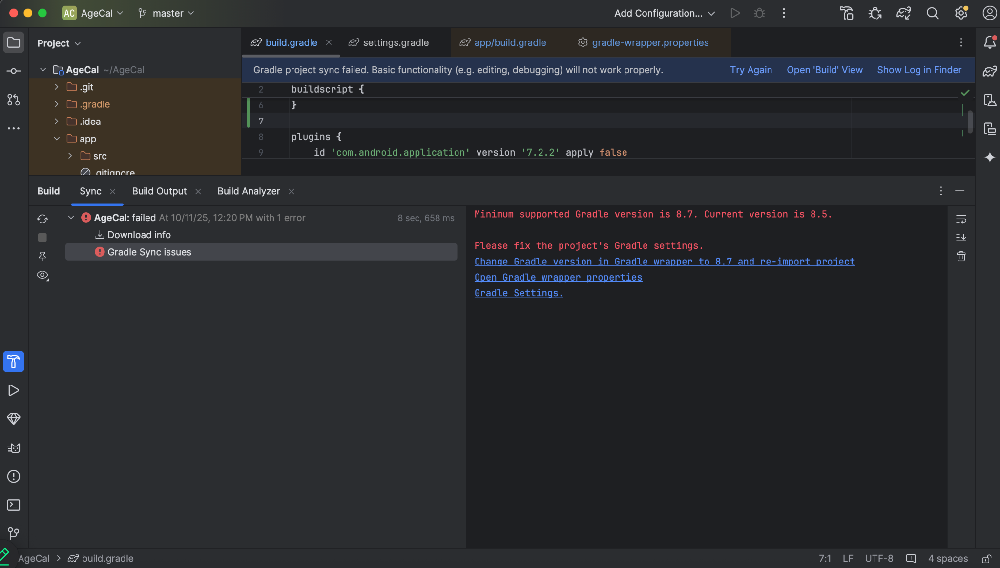 AC AgeCal master Add Configuration...
Project
build.gradle settings.gradle app/build.gradle gradle-wrapper.properties
AgeCal ~/AgeCal
.git
.gradle
.idea
app
src
.gitignore
Gradle project sync failed. Basic functionality (e.g. editing, debugging) will not work properly. Try Again Open 'Build' View Show Log in Finder
2 buildscript {
6 }
7
8 plugins {
9 id 'com.android.application' version '7.2.2' apply false
Build Sync Build Output Build Analyzer
AgeCal: failed At 10/11/25, 12:20 PM with 1 error 8 sec, 658 ms
Download info
Gradle Sync issues
Minimum supported Gradle version is 8.7. Current version is 8.5.
Please fix the project's Gradle settings.
Change Gradle version in Gradle wrapper to 8.7 and re-import project
Open Gradle wrapper properties
Gradle Settings.
AgeCal > build.gradle 7:1 LF UTF-8 4 spaces